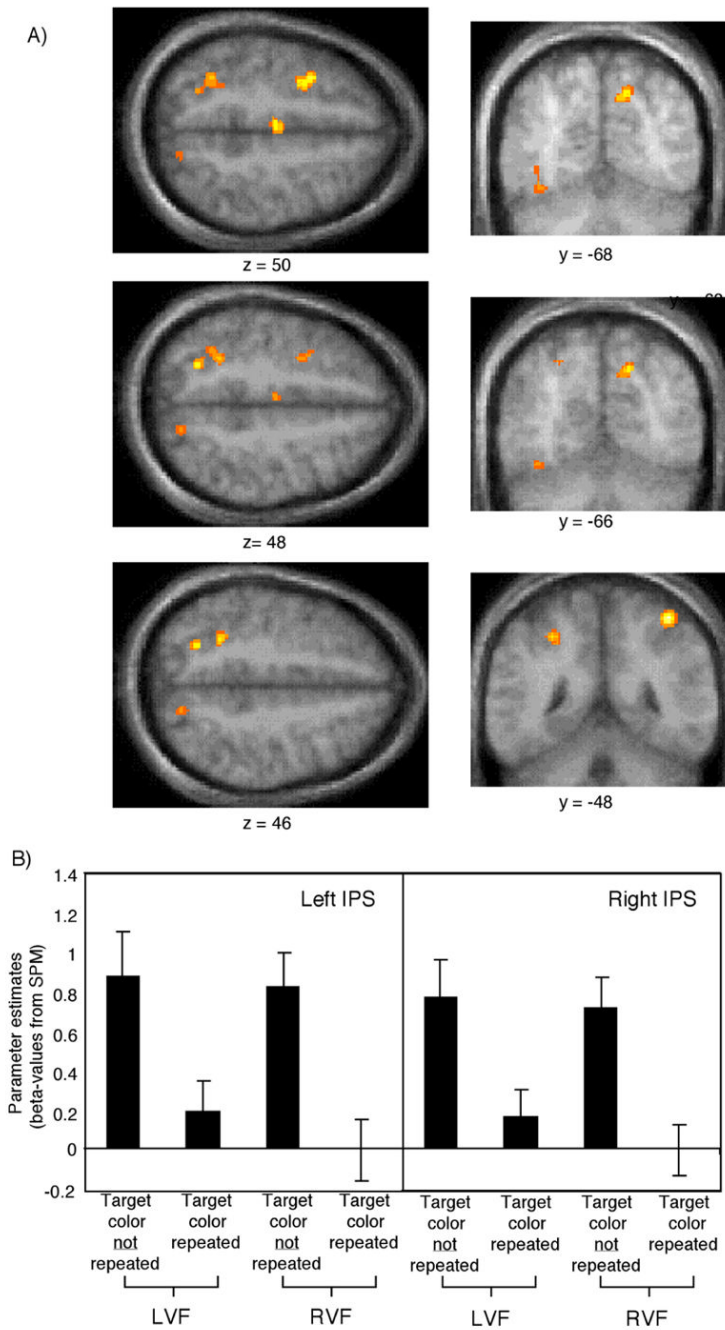 A)
z = 50
y = -68
z= 48
y = -66
z = 46
y = -48
B)
Parameter estimates
(beta-values from SPM)
1.4
1.2
1
0.8
0.6
0.4
0.2
0
-0.2
Left IPS
Right IPS
Target
color
not
repeated
Target
color
repeated
Target
color
not
repeated
Target
color
repeated
Target
color
not
repeated
Target
color
repeated
Target
color
not
repeated
Target
color
repeated
LVF
RVF
LVF
RVF